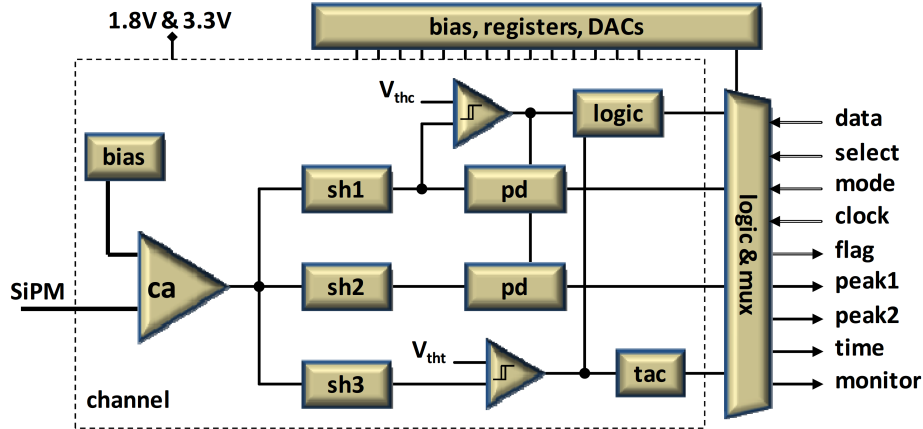 1.8V & 3.3V
bias, registers, DACs
Vthc
logic
data
bias
select
sh1
pd
mode
clock
logic & mux
flag
SiPM
ca
sh2
pd
peak1
peak2
Vtht
time
sh3
tac
monitor
channel